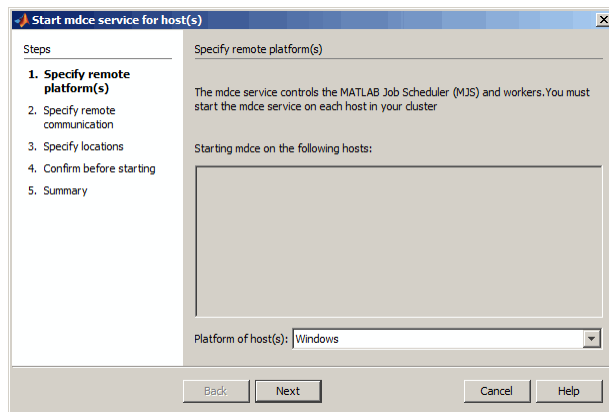 Start mdce service for host(s)
Steps
1. Specify remote
platform(s)
2. Specify remote
communication
3. Specify locations
4. Confirm before starting
5. Summary
Specify remote platform(s)
The mdce service controls the MATLAB Job Scheduler (MJS) and workers.You must
start the mdce service on each host in your cluster
Starting mdce on the following hosts:
Platform of host(s): Windows
Back Next Cancel Help